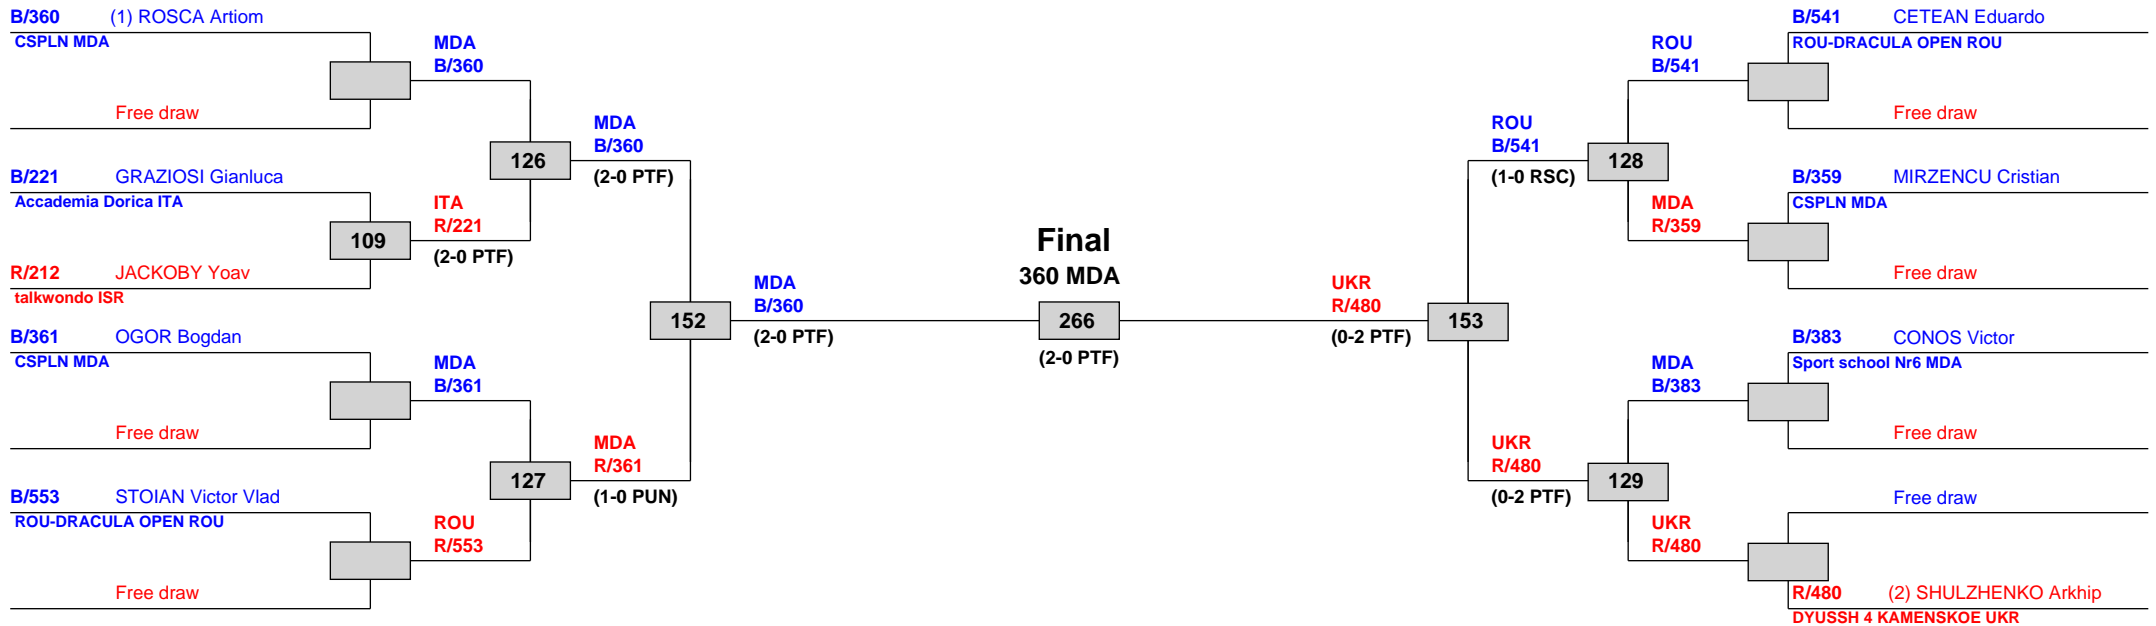 B/360 (1) ROSCA Artiom
CSPLN MDA
Free draw
B/221 GRAZIOSI Gianluca
Accademia Dorica ITA
R/212 JACKOBY Yoav
talkwondo ISR
B/361 OGOR Bogdan
CSPLN MDA
Free draw
B/553 STOIAN Victor Vlad
ROU-DRACULA OPEN ROU
Free draw
109
MDA
B/360
ITA
R/221
(2-0 PTF)
MDA
B/361
ROU
R/553
126
127
MDA
B/360
(2-0 PTF)
MDA
R/361
(1-0 PUN)
152
MDA
B/360
(2-0 PTF)
Final
360 MDA
266
(2-0 PTF)
UKR
R/480
(0-2 PTF)
153
ROU
B/541
(1-0 RSC)
UKR
R/480
(0-2 PTF)
128
129
ROU
B/541
MDA
R/359
MDA
B/383
UKR
R/480
B/541 CETEAN Eduardo
ROU-DRACULA OPEN ROU
Free draw
B/359 MIRZENCU Cristian
CSPLN MDA
Free draw
B/383 CONOS Victor
Sport school Nr6 MDA
Free draw
Free draw
R/480 (2) SHULZHENKO Arkhip
DYUSSH 4 KAMENSKOE UKR